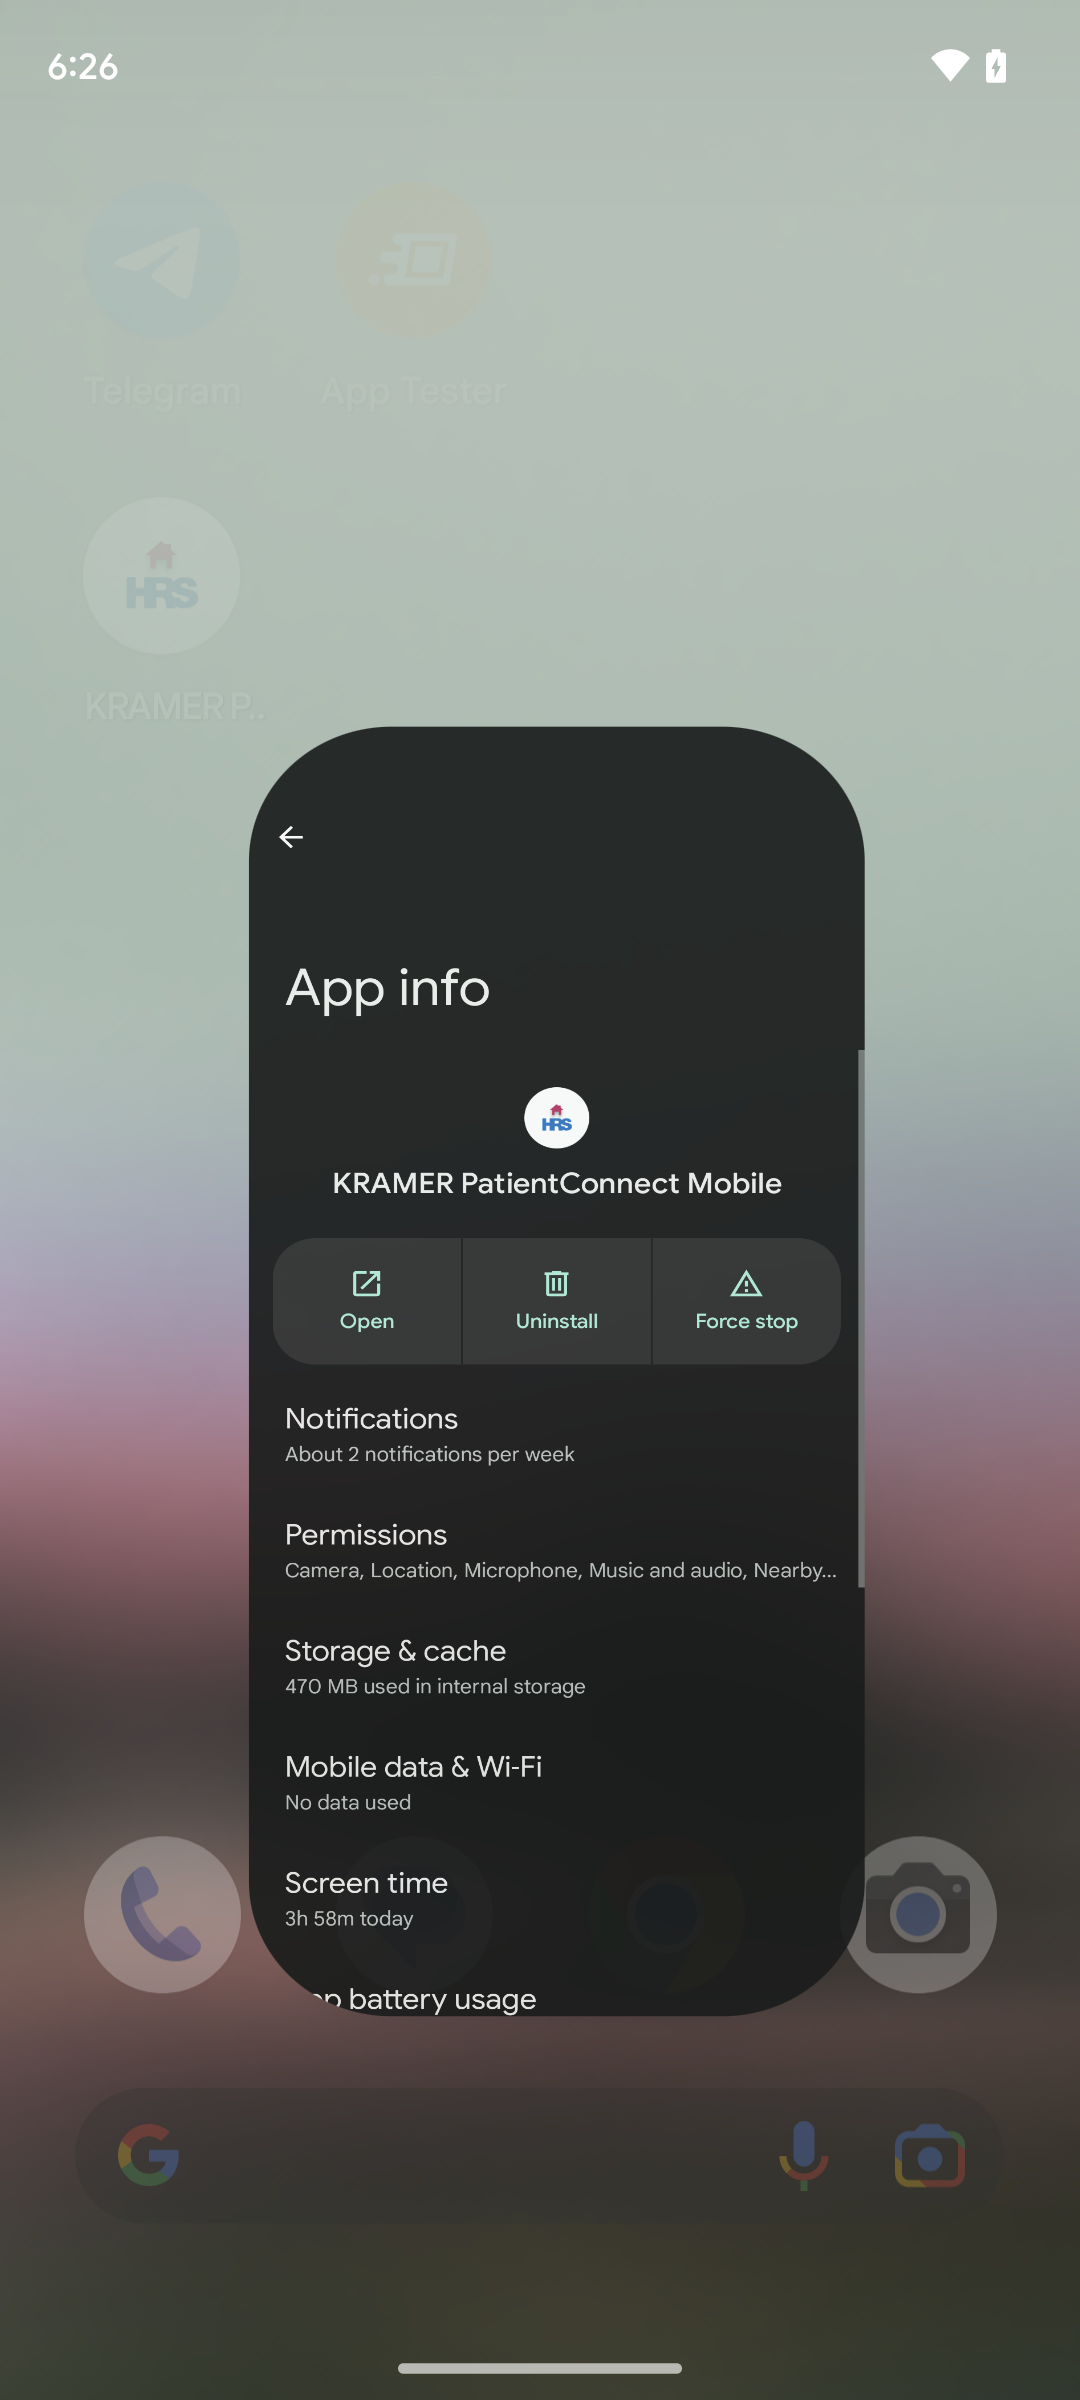 6:26
Telegram
App Tester
HRS
KRAMER P..
App info
HRS
KRAMER PatientConnect Mobile
Open
Uninstall
Force stop
Notifications
About 2 notifications per week
Permissions
Camera, Location, Microphone, Music and audio, Nearby...
Storage & cache
470 MB used in internal storage
Mobile data & Wi-Fi
No data used
Screen time
3h 58m today
pp battery usage